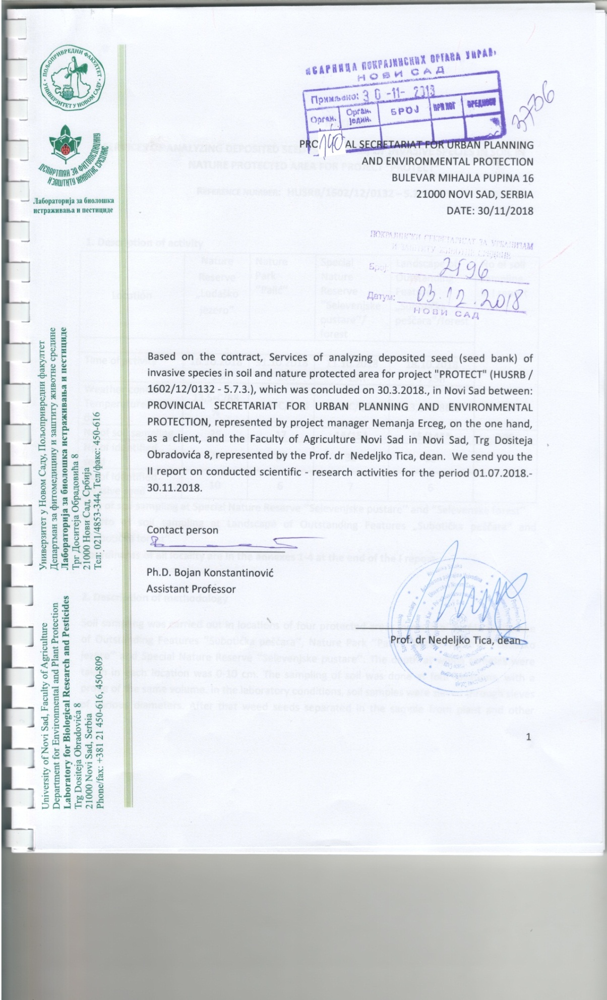 ПОЉОПРИВРЕДНИ ФАКУЛТЕТ
УНИВЕРЗИТЕТ У НОВОМ САДУ
1954
ДЕПАРТМАН ЗА ФИТОМЕДИЦИНУ
И ЗАШТИТУ ЖИВОТНЕ СРЕДИНЕ
Лабораторија за биолошка
истраживања и пестициде
ПОКРАЈИНСКИХ ОРГАНА
НОВИ САД
Примљено: 30 -11- 2018
Орган.
Орган. једин.
БРОЈ
ПРИЛОГ
ВРЕДНОСТ
140
3736
AL SECRETARIAT FOR URBAN PLANNING
AND ENVIRONMENTAL PROTECTION
BULEVAR MIHAJLA PUPINA 16
21000 NOVI SAD, SERBIA
DATE: 30/11/2018
ПОКРАЈИНСКИ СЕКРЕТАРИЈАТ ЗА УРБАНИЗАМ
И ЗАШТИТУ ЖИВОТНЕ СРЕДИНЕ
Број: 2596
Датум: 03.12.2018
НОВИ САД
Based on the contract, Services of analyzing deposited seed (seed bank) of
invasive species in soil and nature protected area for project "PROTECT" (HUSRB /
1602/12/0132 - 5.7.3.), which was concluded on 30.3.2018., in Novi Sad between:
PROVINCIAL SECRETARIAT FOR URBAN PLANNING AND ENVIRONMENTAL
PROTECTION, represented by project manager Nemanja Erceg, on the one hand,
as a client, and the Faculty of Agriculture Novi Sad in Novi Sad, Trg Dositeja
Obradovića 8, represented by the Prof. dr Nedeljko Tica, dean. We send you the
II report on conducted scientific - research activities for the period 01.07.2018.-
30.11.2018.
Contact person
Ph.D. Bojan Konstantinović
Assistant Professor
Prof. dr Nedeljko Tica, dean
1
Универзитет у Новом Саду, Пољопривредни факултет
Департман за фитомедицину и заштиту животне средине
Лабораторија за биолошка истраживања и пестициде
Трг Доситеја Обрадовића 8
21000 Нови Сад, Србија
Тел.: 021/4853-344, Тел/факс: 450-616
University of Novi Sad, Faculty of Agriculture
Department for Environmental and Plant Protection
Laboratory for Biological Research and Pesticides
Trg Dositeja Obradovića 8
21000 Novi Sad, Serbia
Phone/fax: +381 21 450-616, 450-809